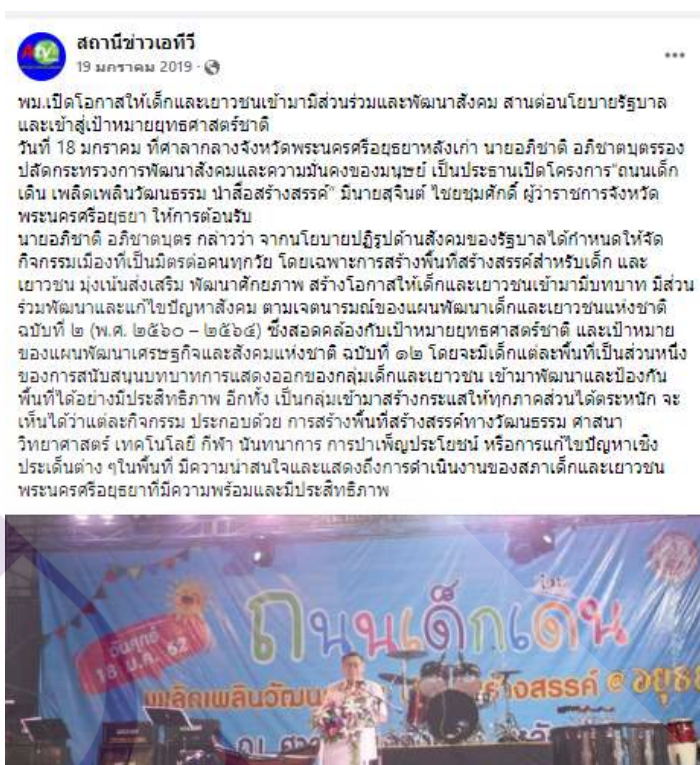 สถานีข่าวเอทีวี
19 มกราคม 2019 ·
พม.เปิดโอกาสให้เด็กและเยาวชนเข้ามามีส่วนร่วมและพัฒนาสังคม สานต่อนโยบายรัฐบาล
และเข้าสู่เป้าหมายยุทธศาสตร์ชาติ
วันที่ 18 มกราคม ที่ศาลากลางจังหวัดพระนครศรีอยุธยาหลังเก่า นายอภิชาติ อภิชาตบุตรรอง
ปลัดกระทรวงการพัฒนาสังคมและความมั่นคงของมนุษย์ เป็นประธานเปิดโครงการ"ถนนเด็ก
เดิน เพลิดเพลินวัฒนธรรม นำสื่อสร้างสรรค์" มีนายสุจินต์ ไชยชุมศักดิ์ ผู้ว่าราชการจังหวัด
พระนครศรีอยุธยา ให้การต้อนรับ
นายอภิชาติ อภิชาตบุตร กล่าวว่า จากนโยบายปฏิรูปด้านสังคมของรัฐบาลได้กำหนดให้จัด
กิจกรรมเมืองที่เป็นมิตรต่อคนทุกวัย โดยเฉพาะการสร้างพื้นที่สร้างสรรค์สำหรับเด็ก และ
เยาวชน มุ่งเน้นส่งเสริม พัฒนาศักยภาพ สร้างโอกาสให้เด็กและเยาวชนเข้ามามีบทบาท มีส่วน
ร่วมพัฒนาและแก้ไขปัญหาสังคม ตามเจตนารมณ์ของแผนพัฒนาเด็กและเยาวชนแห่งชาติ
ฉบับที่ ๒ (พ.ศ. ๒๕๖๐ – ๒๕๖๔) ซึ่งสอดคล้องกับเป้าหมายยุทธศาสตร์ชาติ และเป้าหมาย
ของแผนพัฒนาเศรษฐกิจและสังคมแห่งชาติ ฉบับที่ ๑๒ โดยจะมีเด็กแต่ละพื้นที่เป็นส่วนหนึ่ง
ของการสนับสนุนบทบาทการแสดงออกของกลุ่มเด็กและเยาวชน เข้ามาพัฒนาและป้องกัน
พื้นที่ได้อย่างมีประสิทธิภาพ อีกทั้ง เป็นกลุ่มเข้ามาสร้างกระแสให้ทุกภาคส่วนได้ตระหนัก จะ
เห็นได้ว่าแต่ละกิจกรรม ประกอบด้วย การสร้างพื้นที่สร้างสรรค์ทางวัฒนธรรม ศาสนา
วิทยาศาสตร์ เทคโนโลยี กีฬา นันทนาการ การบำเพ็ญประโยชน์ หรือการแก้ไขปัญหาเชิง
ประเด็นต่าง ๆในพื้นที่ มีความน่าสนใจและแสดงถึงการดำเนินงานของสภาเด็กและเยาวชน
พระนครศรีอยุธยาที่มีความพร้อมและมีประสิทธิภาพ
ถนนเด็กเดิน
วันศุกร์ที่
18 ม.ค. 62